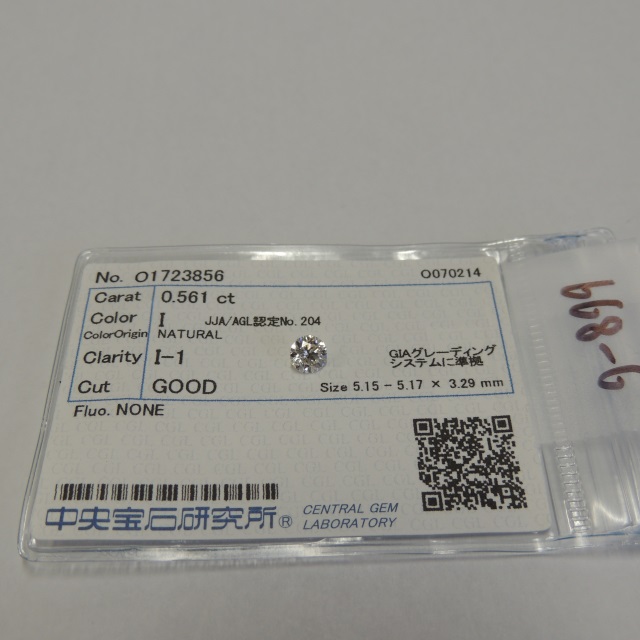 No. O1723856 O070214
Carat 0.561 ct
Color I JJA/AGL認定No. 204
ColorOrigin NATURAL
Clarity I-1 GIAグレーディング
システムに準拠
Cut GOOD Size 5.15 - 5.17 × 3.29 mm
Fluo. NONE
中央宝石研究所® CENTRAL GEM
LABORATORY